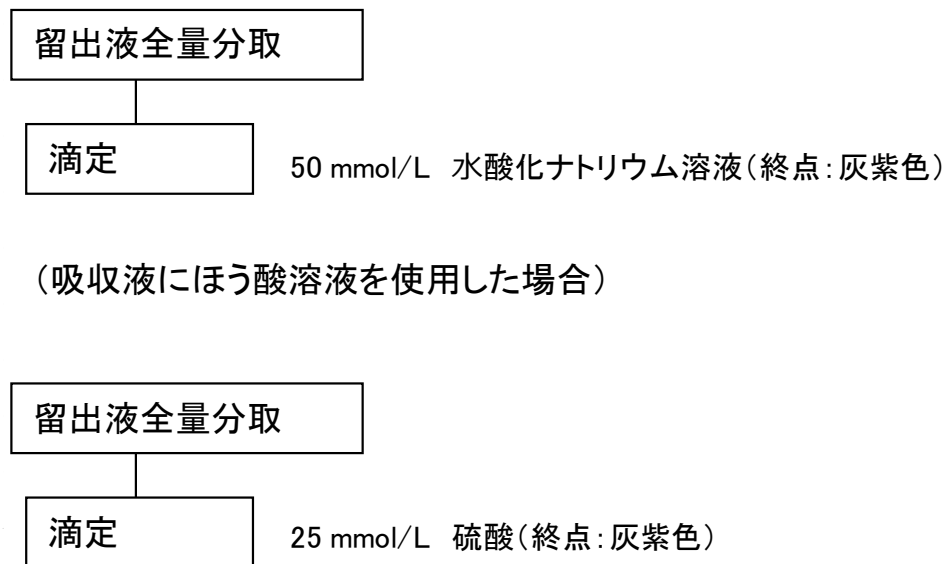 留出液全量分取
滴定
50 mmol/L 水酸化ナトリウム溶液(終点:灰紫色)
(吸収液にほう酸溶液を使用した場合)
留出液全量分取
滴定
25 mmol/L 硫酸(終点:灰紫色)